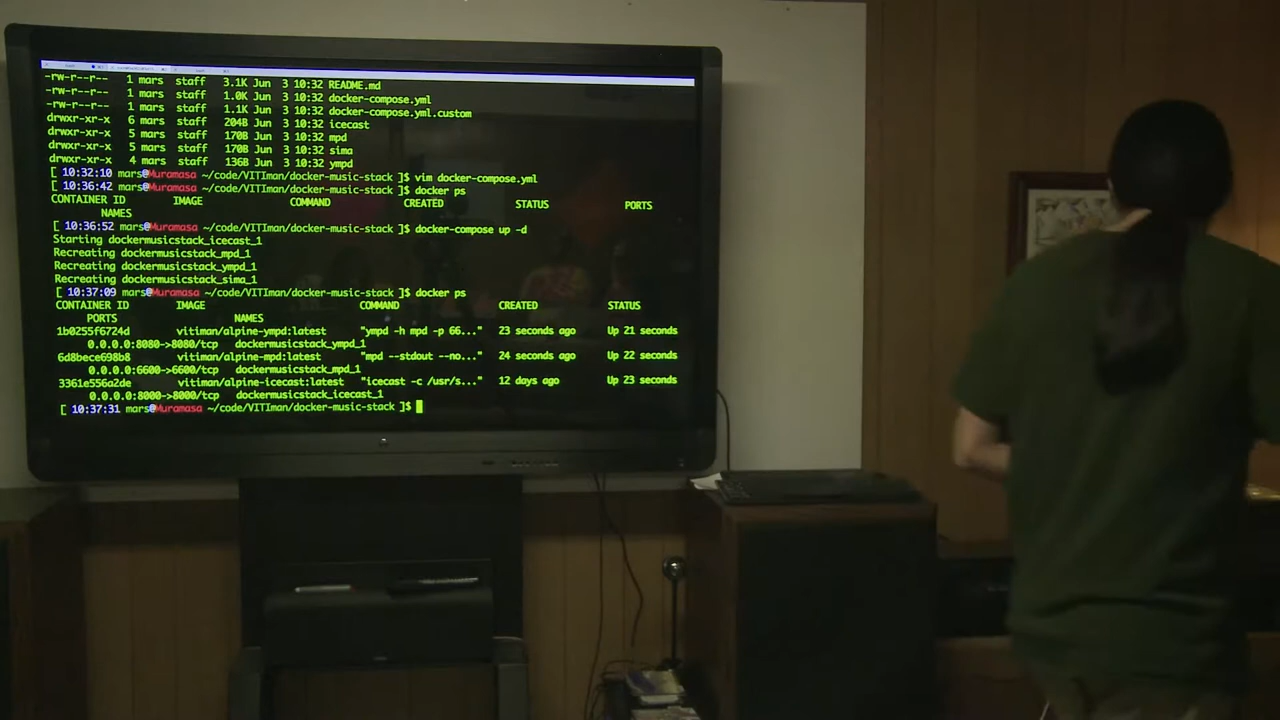 -rw-r--r-- 1 mars staff 3.1K Jun 3 10:32 README.md
-rw-r--r-- 1 mars staff 1.0K Jun 3 10:32 docker-compose.yml
-rw-r--r-- 1 mars staff 1.1K Jun 3 10:32 docker-compose.yml.custom
drwxr-xr-x 6 mars staff 204B Jun 3 10:32 icecast
drwxr-xr-x 5 mars staff 170B Jun 3 10:32 mpd
drwxr-xr-x 5 mars staff 170B Jun 3 10:32 sima
drwxr-xr-x 4 mars staff 136B Jun 3 10:32 ympd
[ 10:32:10 mars@Muramasa ~/code/VITIman/docker-music-stack ]$ vim docker-compose.yml
[ 10:36:42 mars@Muramasa ~/code/VITIman/docker-music-stack ]$ docker ps
CONTAINER ID IMAGE COMMAND CREATED STATUS PORTS
NAMES
[ 10:36:52 mars@Muramasa ~/code/VITIman/docker-music-stack ]$ docker-compose up -d
Starting dockermusicstack_icecast_1
Recreating dockermusicstack_mpd_1
Recreating dockermusicstack_ympd_1
Recreating dockermusicstack_sima_1
[ 10:37:09 mars@Muramasa ~/code/VITIman/docker-music-stack ]$ docker ps
CONTAINER ID IMAGE COMMAND CREATED STATUS
PORTS NAMES
1b0255f6724d vitiman/alpine-ympd:latest "ympd -h mpd -p 66..." 23 seconds ago Up 21 seconds
0.0.0.0:8080->8080/tcp dockermusicstack_ympd_1
6d8bece698b8 vitiman/alpine-mpd:latest "mpd --stdout --no..." 24 seconds ago Up 22 seconds
0.0.0.0:6600->6600/tcp dockermusicstack_mpd_1
3361e556a2de vitiman/alpine-icecast:latest "icecast -c /usr/s..." 12 days ago Up 23 seconds
0.0.0.0:8000->8000/tcp dockermusicstack_icecast_1
[ 10:37:31 mars@Muramasa ~/code/VITIman/docker-music-stack ]$